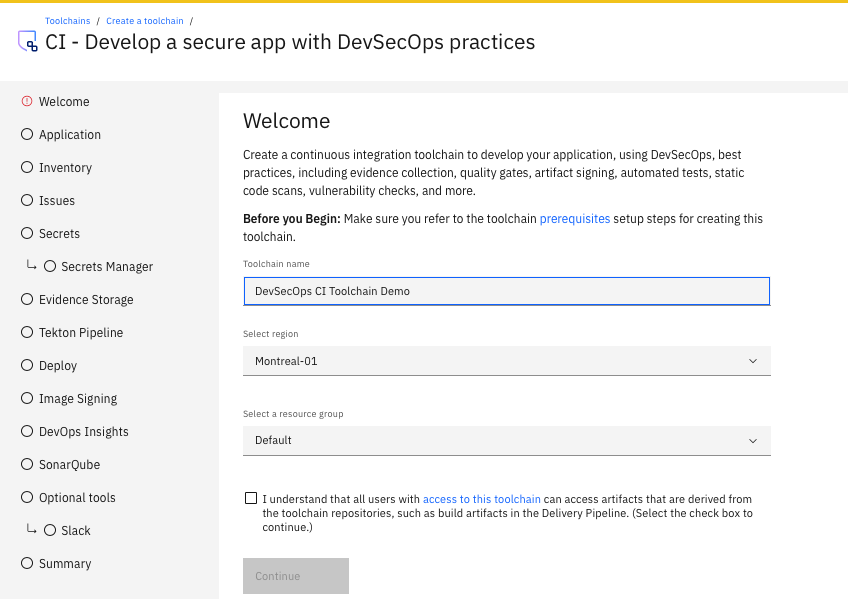 Toolchains / Create a toolchain /
CI - Develop a secure app with DevSecOps practices
Welcome
Application
Inventory
Issues
Secrets
Secrets Manager
Evidence Storage
Tekton Pipeline
Deploy
Image Signing
DevOps Insights
SonarQube
Optional tools
Slack
Summary
Welcome
Create a continuous integration toolchain to develop your application, using DevSecOps, best
practices, including evidence collection, quality gates, artifact signing, automated tests, static
code scans, vulnerability checks, and more.
Before you Begin: Make sure you refer to the toolchain prerequisites setup steps for creating this
toolchain.
Toolchain name
DevSecOps CI Toolchain Demo
Select region
Montreal-01
Select a resource group
Default
I understand that all users with access to this toolchain can access artifacts that are derived from
the toolchain repositories, such as build artifacts in the Delivery Pipeline. (Select the check box to
continue.)
Continue